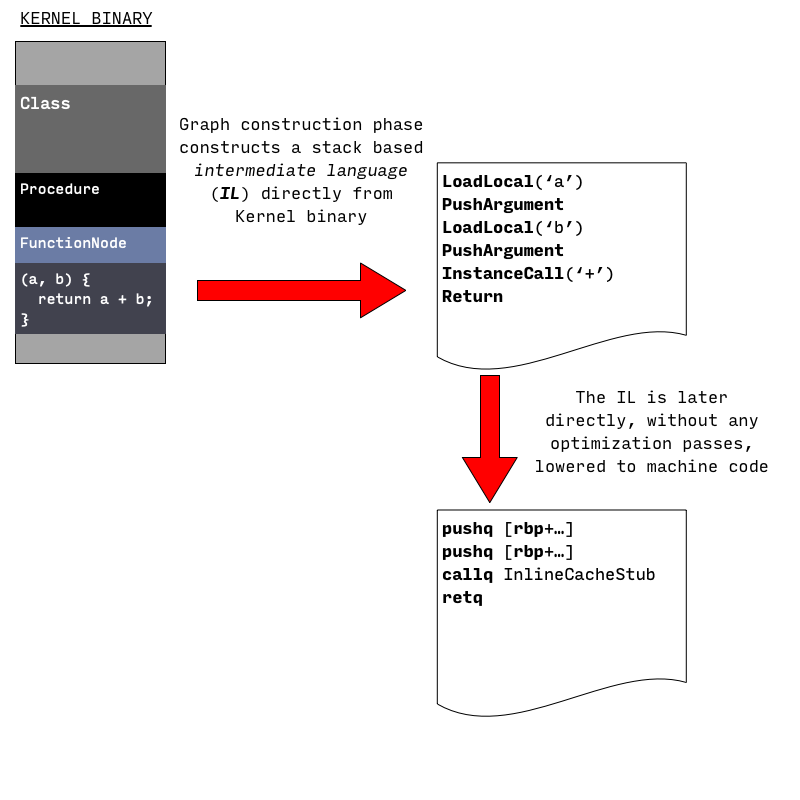 KERNEL BINARY
Class
Procedure
FunctionNode
(a, b) {
  return a + b;
}
Graph construction phase
constructs a stack based
intermediate language
(IL) directly from
Kernel binary
LoadLocal(‘a’)
PushArgument
LoadLocal(‘b’)
PushArgument
InstanceCall(‘+’)
Return
The IL is later
directly, without any
optimization passes,
lowered to machine code
pushq [rbp+…]
pushq [rbp+…]
callq InlineCacheStub
retq